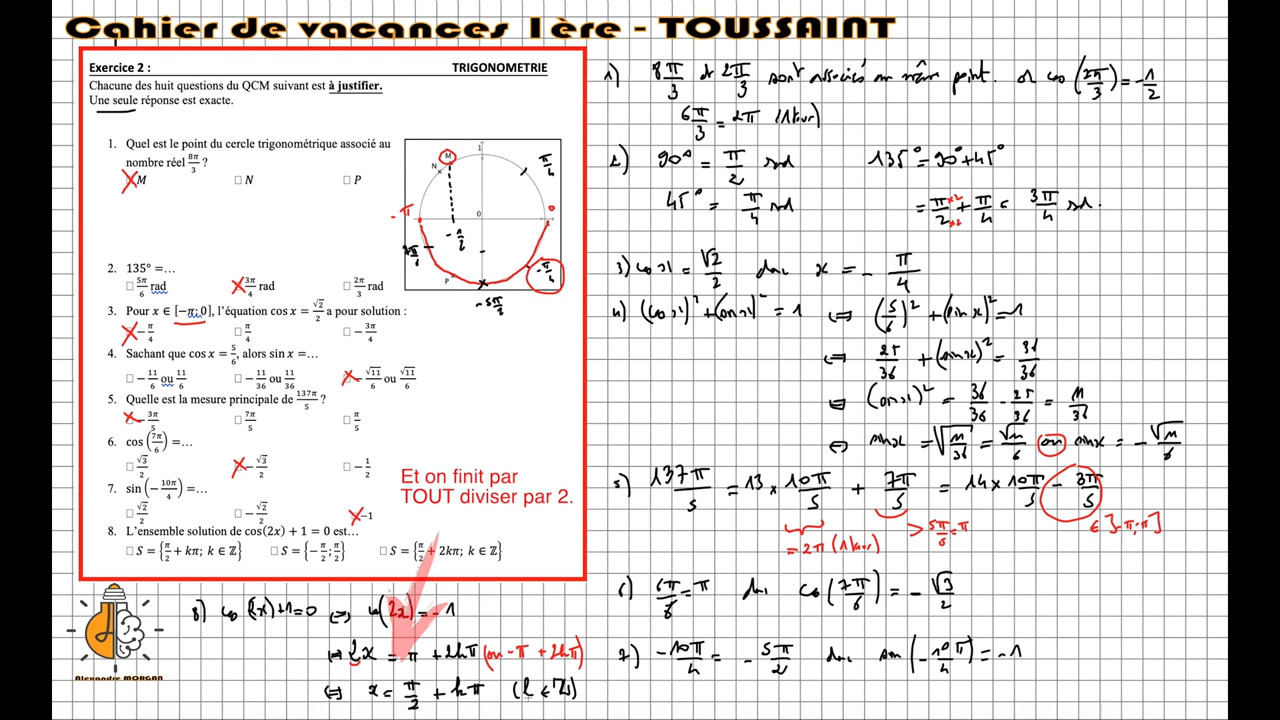 Cahier de vacances 1ère - TOUSSAINT
Exercice 2 : TRIGONOMETRIE
Chacune des huit questions du QCM suivant est à justifier.
Une seule réponse est exacte.
1. Quel est le point du cercle trigonométrique associé au
nombre réel 8π/3 ?
☐ M ☐ N ☐ P
2. 135° =…
☐ 5π/6 rad ☐ 3π/4 rad ☐ 2π/3 rad
3. Pour x ∈ [−π; 0], l'équation cos x = √2/2 a pour solution :
☐ − π/4 ☐ π/4 ☐ − 3π/4
4. Sachant que cos x = 5/6, alors sin x =…
☐ − 11/6 ou 11/6 ☐ − 11/36 ou 11/36 ☐ − √11/6 ou √11/6
5. Quelle est la mesure principale de 137π/5 ?
☐ − 3π/5 ☐ 7π/5 ☐ π/5
6. cos (7π/6) =…
☐ √3/2 ☐ − √3/2 ☐ − 1/2
7. sin (− 10π/4) =…
☐ √2/2 ☐ − √2/2 ☐ −1
8. L'ensemble solution de cos(2x) + 1 = 0 est…
☐ S = {π/2 + kπ; k ∈ ℤ} ☐ S = {− π/2 ; π/2} ☐ S = {π/2 + 2kπ; k ∈ ℤ}
M
N
1
π/4
− π
0
0
− 1/2
7π/6
P
− π/4
− 5π/2
Et on finit par
TOUT diviser par 2.
1) 8π/3 et 2π/3 sont associés au même point. or cos (2π/3) = − 1/2
6π/3 = 2π (1 tour)
2) 90° = π/2 rad 135° = 90° + 45°
45° = π/4 rad = π/2 ×2 ×2 + π/4 = 3π/4 rad.
3) cos x = √2/2 donc x = − π/4
4) (cos x)² + (sin x)² = 1 ⇔ (5/6)² + (sin x)² = 1
⇔ 25/36 + (sin x)² = 36/36
⇔ (sin x)² = 36/36 − 25/36 = 11/36
⇔ sin x = √11/36 = √11/6 ou sin x = − √11/6
5) 137π/5 = 13 × 10π/5 + 7π/5 = 14 × 10π/5 − 3π/5
= 2π (1 tour) > 5π/5 = π ∈ ]−π; π]
6) 6π/6 = π donc cos (7π/6) = − √3/2
7) − 10π/4 = − 5π/2 donc sin (− 10π/4) = −1
8) cos (2x) + 1 = 0 ⇔ cos (2x) = −1
⇔ 2x = π + 2kπ (ou −π + 2kπ)
⇔ x = π/2 + kπ (k ∈ ℤ)
Alexandre MORGAN